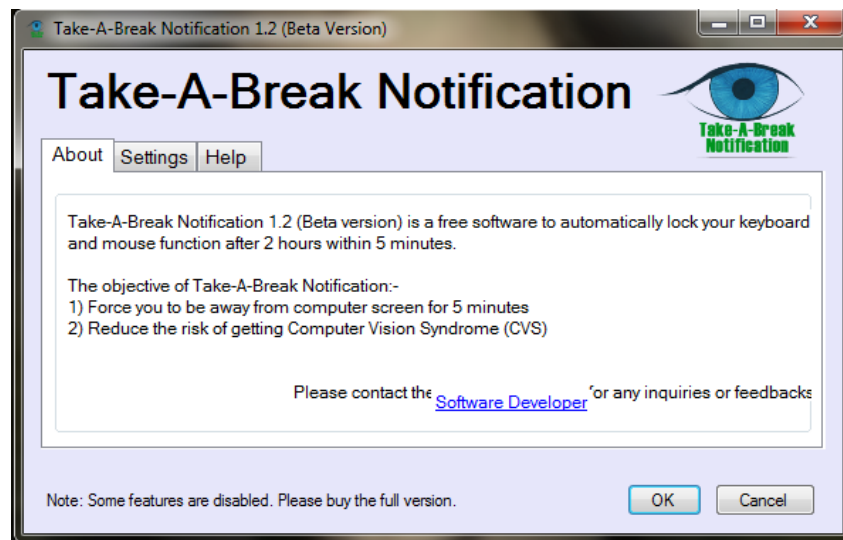 Take-A-Break Notification 1.2 (Beta Version)
Take-A-Break Notification
Take-A-Break
Notification
About Settings Help
Take-A-Break Notification 1.2 (Beta version) is a free software to automatically lock your keyboard
and mouse function after 2 hours within 5 minutes.
The objective of Take-A-Break Notification:-
1) Force you to be away from computer screen for 5 minutes
2) Reduce the risk of getting Computer Vision Syndrome (CVS)
Please contact the Software Developer for any inquiries or feedbacks
Note: Some features are disabled. Please buy the full version.
OK Cancel